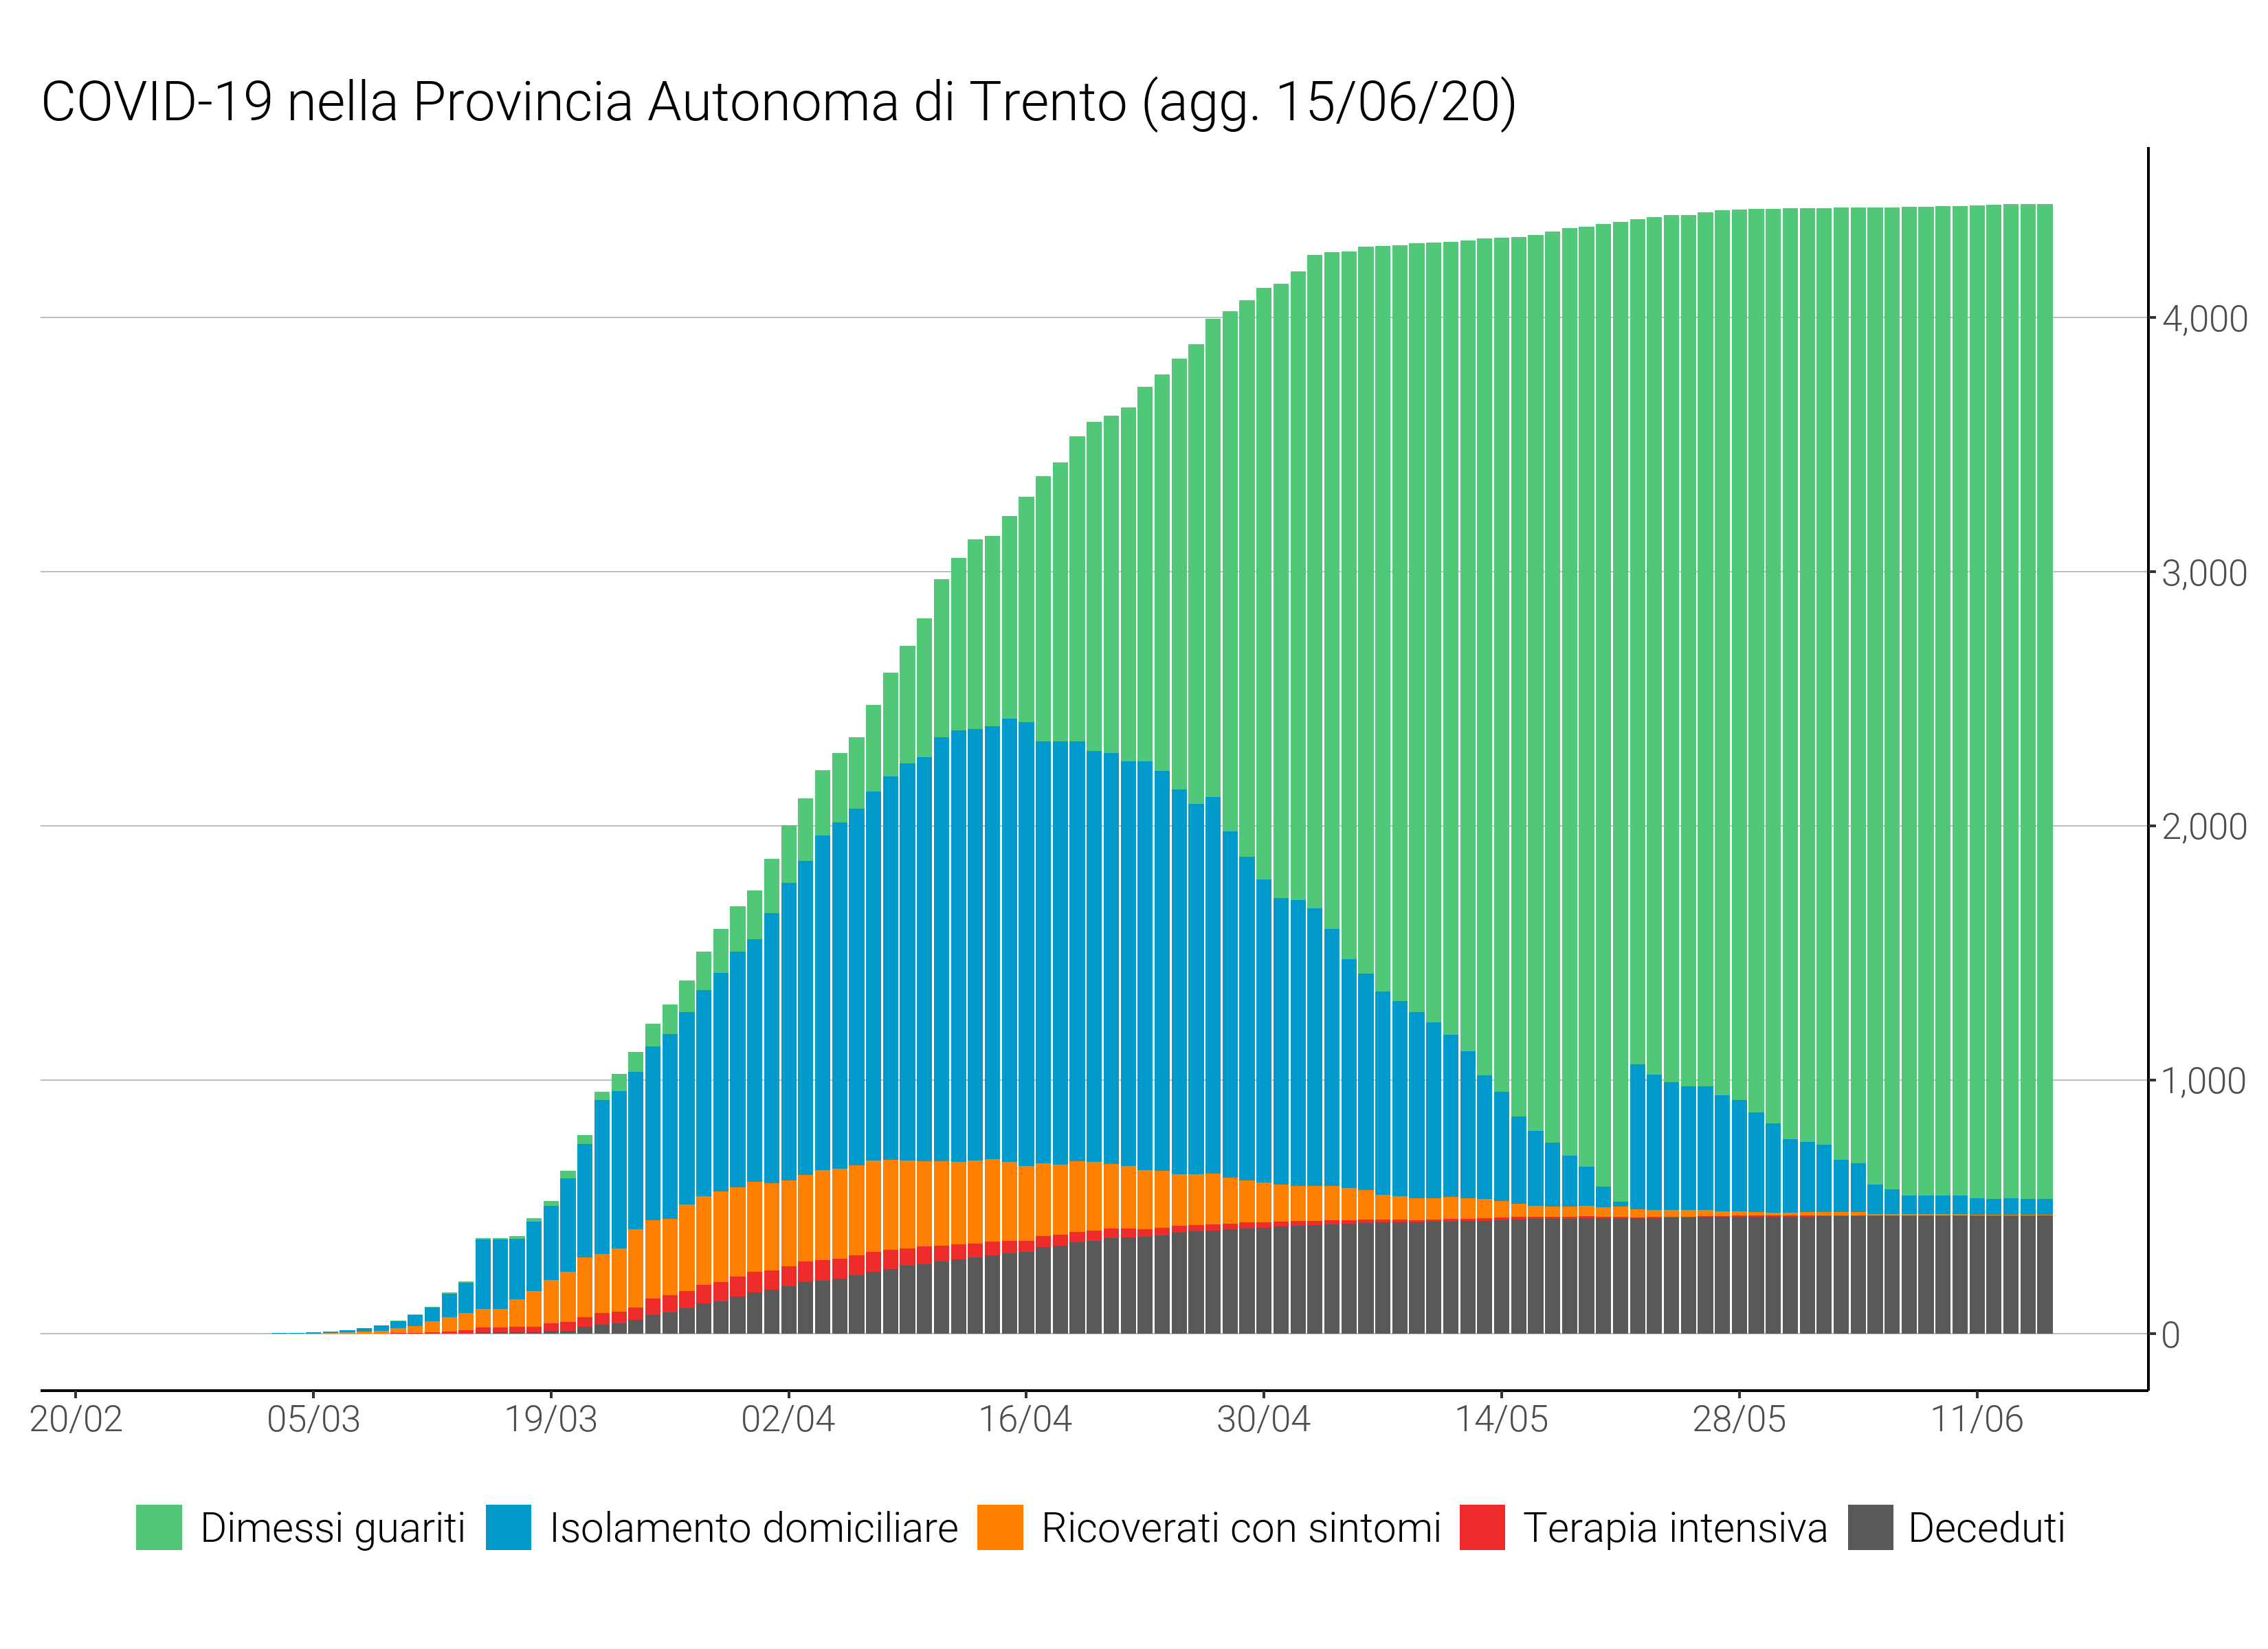 COVID-19 nella Provincia Autonoma di Trento (agg. 15/06/20)
4,000
3,000
2,000
1,000
0
20/02 05/03 19/03 02/04 16/04 30/04 14/05 28/05 11/06
Dimessi guariti Isolamento domiciliare Ricoverati con sintomi Terapia intensiva Deceduti